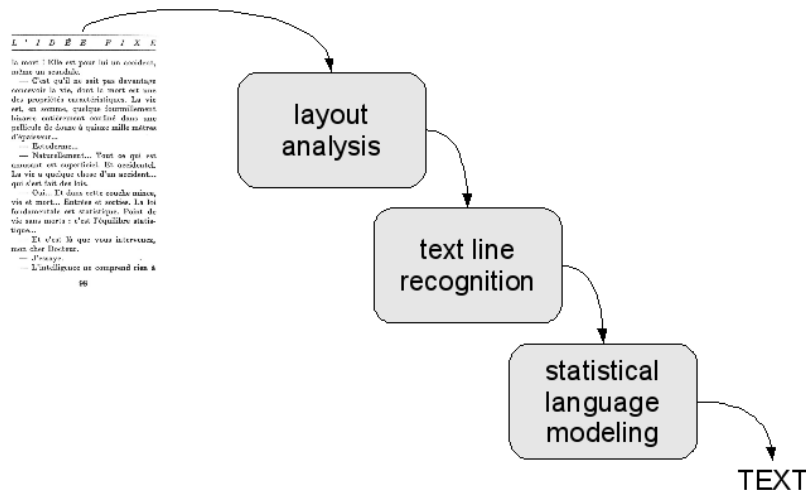 L'IDÉE FIXE
la mort ! Elle est pour lui un accident,
même un scandale.
— C'est qu'il ne sait pas davantage
concevoir la vie, dont la mort est une
des propriétés caractéristiques. La vie
est, en somme, quelque fourmillement
bizarre entièrement confiné dans une
pellicule de douze à quinze mille mètres
d'épaisseur...
— Ectoderme...
— Naturellement... Tout ce qui est
mouvant est superficiel. Et accidentel.
La vie a quelque chose d'un accident...
qui s'est fait des lois.
— Oui... Et dans cette couche mince,
vie et mort... Entrées et sorties. La loi
fondamentale est statistique. Point de
vie sans morts : c'est l'équilibre statis-
tique...
— Et c'est là que vous intervenez,
mon cher Docteur.
— J'essaye.
— L'intelligence ne comprend rien à
layout
analysis
text line
recognition
statistical
language
modeling
TEXT